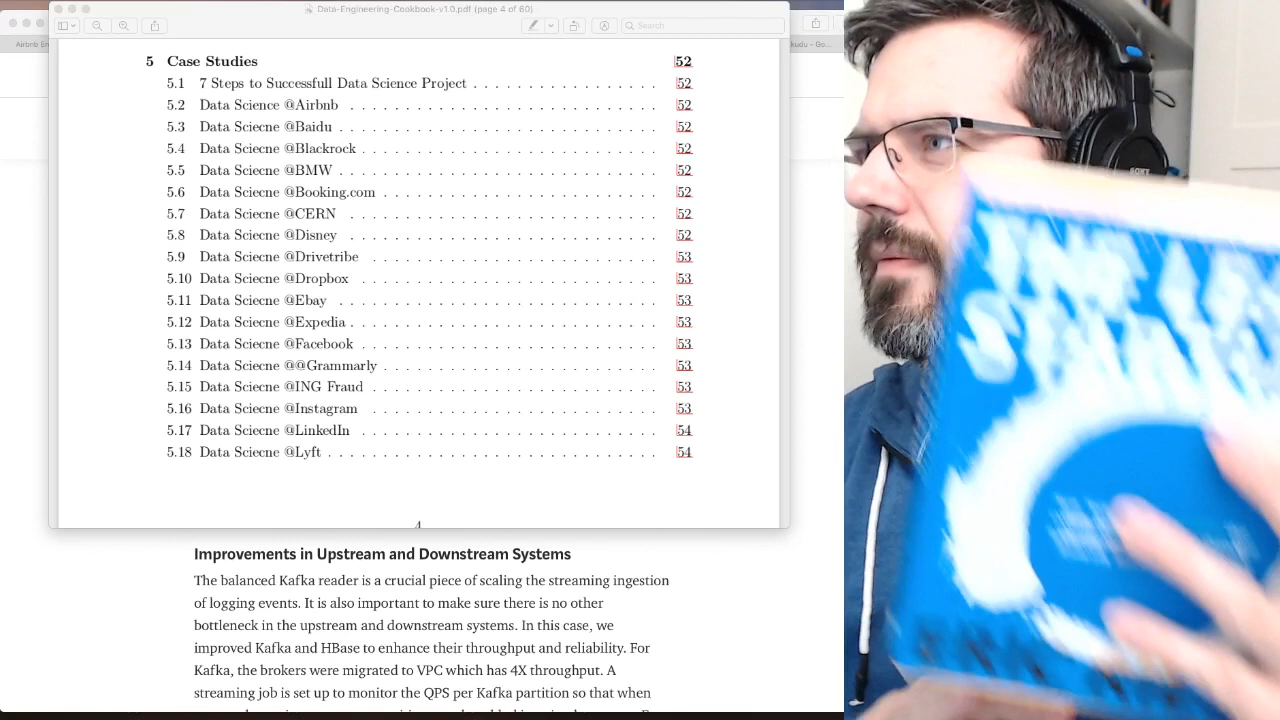 Data-Engineering-Cookbook-v1.0.pdf (page 4 of 60)
Search
Airbnb En
kudu – Go...
5 Case Studies 52
5.1 7 Steps to Successfull Data Science Project 52
5.2 Data Science @Airbnb 52
5.3 Data Sciecne @Baidu 52
5.4 Data Sciecne @Blackrock 52
5.5 Data Sciecne @BMW 52
5.6 Data Sciecne @Booking.com 52
5.7 Data Sciecne @CERN 52
5.8 Data Sciecne @Disney 52
5.9 Data Sciecne @Drivetribe 53
5.10 Data Sciecne @Dropbox 53
5.11 Data Sciecne @Ebay 53
5.12 Data Sciecne @Expedia 53
5.13 Data Sciecne @Facebook 53
5.14 Data Sciecne @@Grammarly 53
5.15 Data Sciecne @ING Fraud 53
5.16 Data Sciecne @Instagram 53
5.17 Data Sciecne @LinkedIn 54
5.18 Data Sciecne @Lyft 54
4
Improvements in Upstream and Downstream Systems
The balanced Kafka reader is a crucial piece of scaling the streaming ingestion
of logging events. It is also important to make sure there is no other
bottleneck in the upstream and downstream systems. In this case, we
improved Kafka and HBase to enhance their throughput and reliability. For
Kafka, the brokers were migrated to VPC which has 4X throughput. A
streaming job is set up to monitor the QPS per Kafka partition so that when
SONY